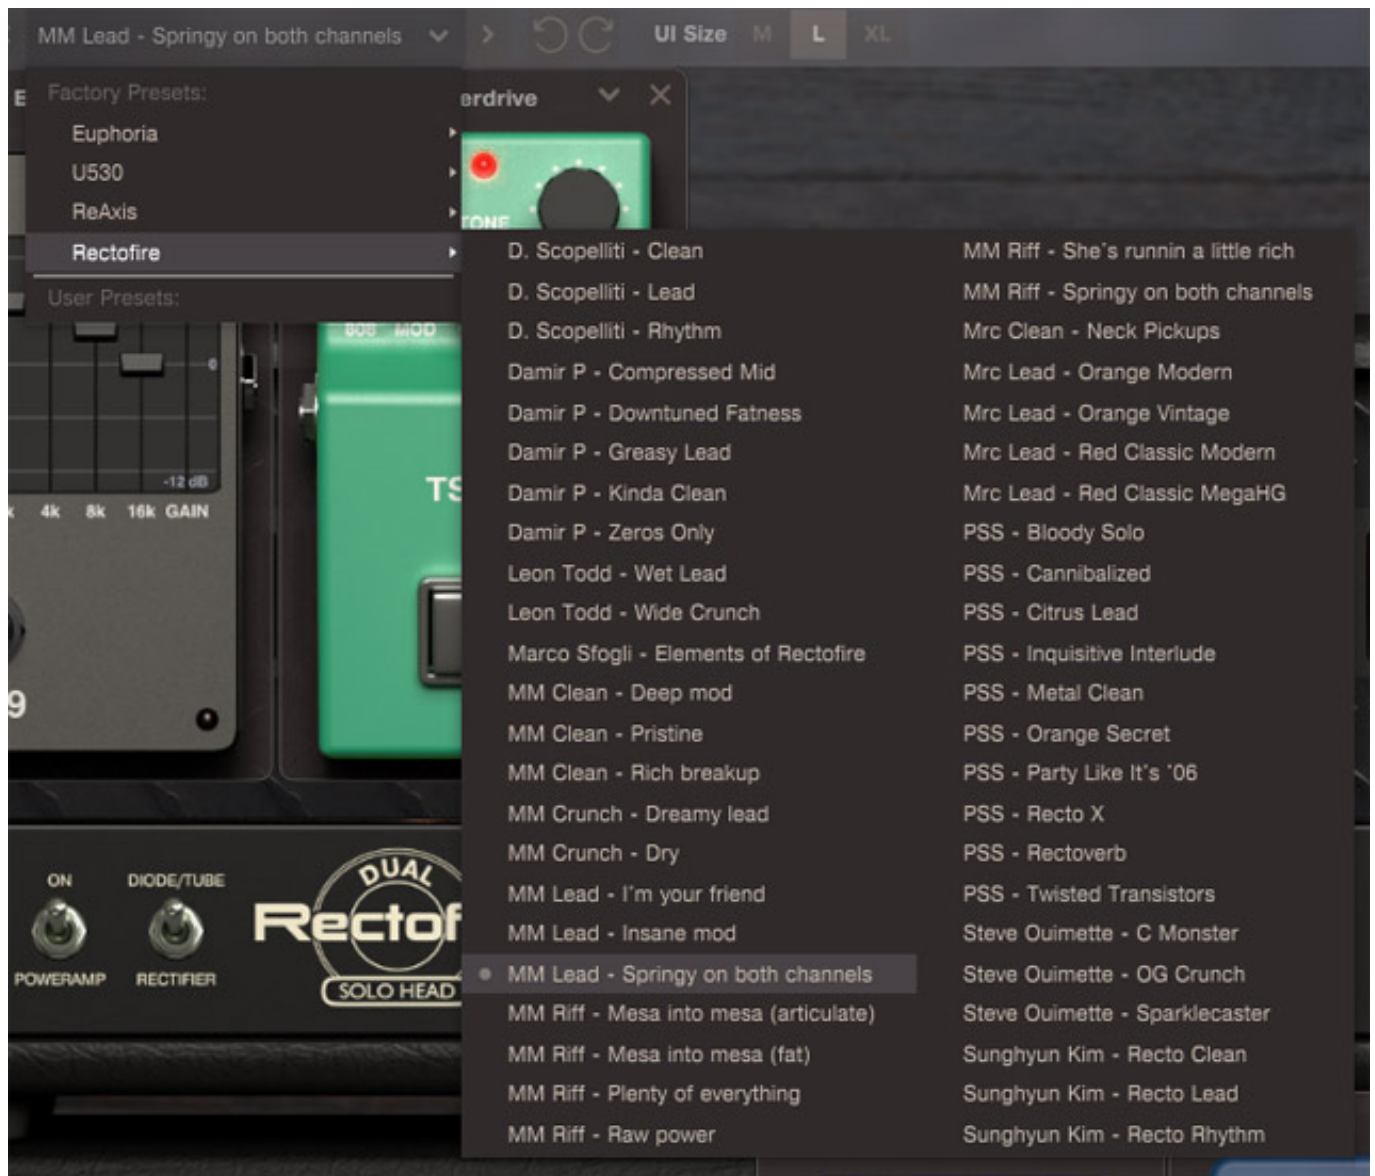 MM Lead - Springy on both channels
UI Size M L XL
Factory Presets:
Euphoria
U530
ReAxis
Rectofire
User Presets:
E
erdrive
TONE
808 MOD
0
-12 dB
k 4k 8k 16k GAIN
TS
9
ON
POWERAMP
DIODE/TUBE
RECTIFIER
DUAL
Rectof
SOLO HEAD
D. Scopelliti - Clean
D. Scopelliti - Lead
D. Scopelliti - Rhythm
Damir P - Compressed Mid
Damir P - Downtuned Fatness
Damir P - Greasy Lead
Damir P - Kinda Clean
Damir P - Zeros Only
Leon Todd - Wet Lead
Leon Todd - Wide Crunch
Marco Sfogli - Elements of Rectofire
MM Clean - Deep mod
MM Clean - Pristine
MM Clean - Rich breakup
MM Crunch - Dreamy lead
MM Crunch - Dry
MM Lead - I'm your friend
MM Lead - Insane mod
MM Lead - Springy on both channels
MM Riff - Mesa into mesa (articulate)
MM Riff - Mesa into mesa (fat)
MM Riff - Plenty of everything
MM Riff - Raw power
MM Riff - She's runnin a little rich
MM Riff - Springy on both channels
Mrc Clean - Neck Pickups
Mrc Lead - Orange Modern
Mrc Lead - Orange Vintage
Mrc Lead - Red Classic Modern
Mrc Lead - Red Classic MegaHG
PSS - Bloody Solo
PSS - Cannibalized
PSS - Citrus Lead
PSS - Inquisitive Interlude
PSS - Metal Clean
PSS - Orange Secret
PSS - Party Like It's '06
PSS - Recto X
PSS - Rectoverb
PSS - Twisted Transistors
Steve Ouimette - C Monster
Steve Ouimette - OG Crunch
Steve Ouimette - Sparklecaster
Sunghyun Kim - Recto Clean
Sunghyun Kim - Recto Lead
Sunghyun Kim - Recto Rhythm